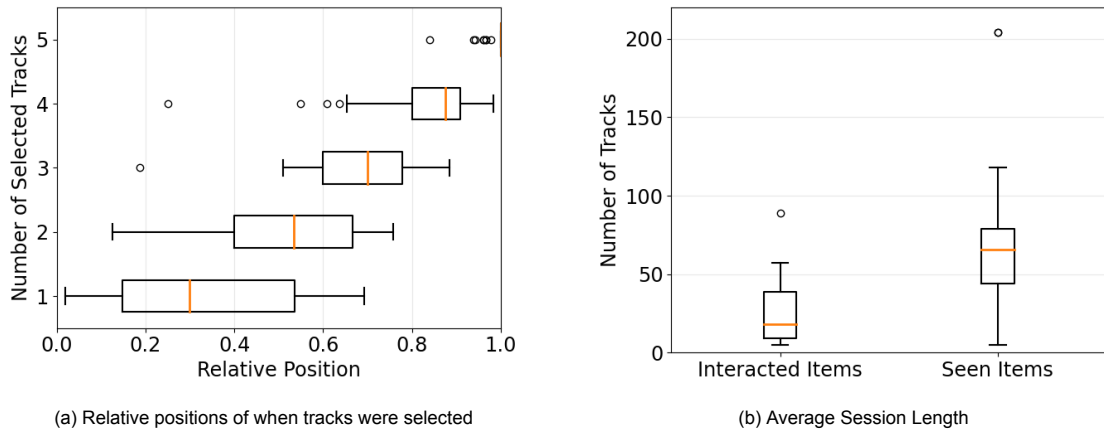 5
4
3
2
1
Number of Selected Tracks
0.0 0.2 0.4 0.6 0.8 1.0
Relative Position
(a) Relative positions of when tracks were selected
200
150
100
50
0
Number of Tracks
Interacted Items Seen Items
(b) Average Session Length